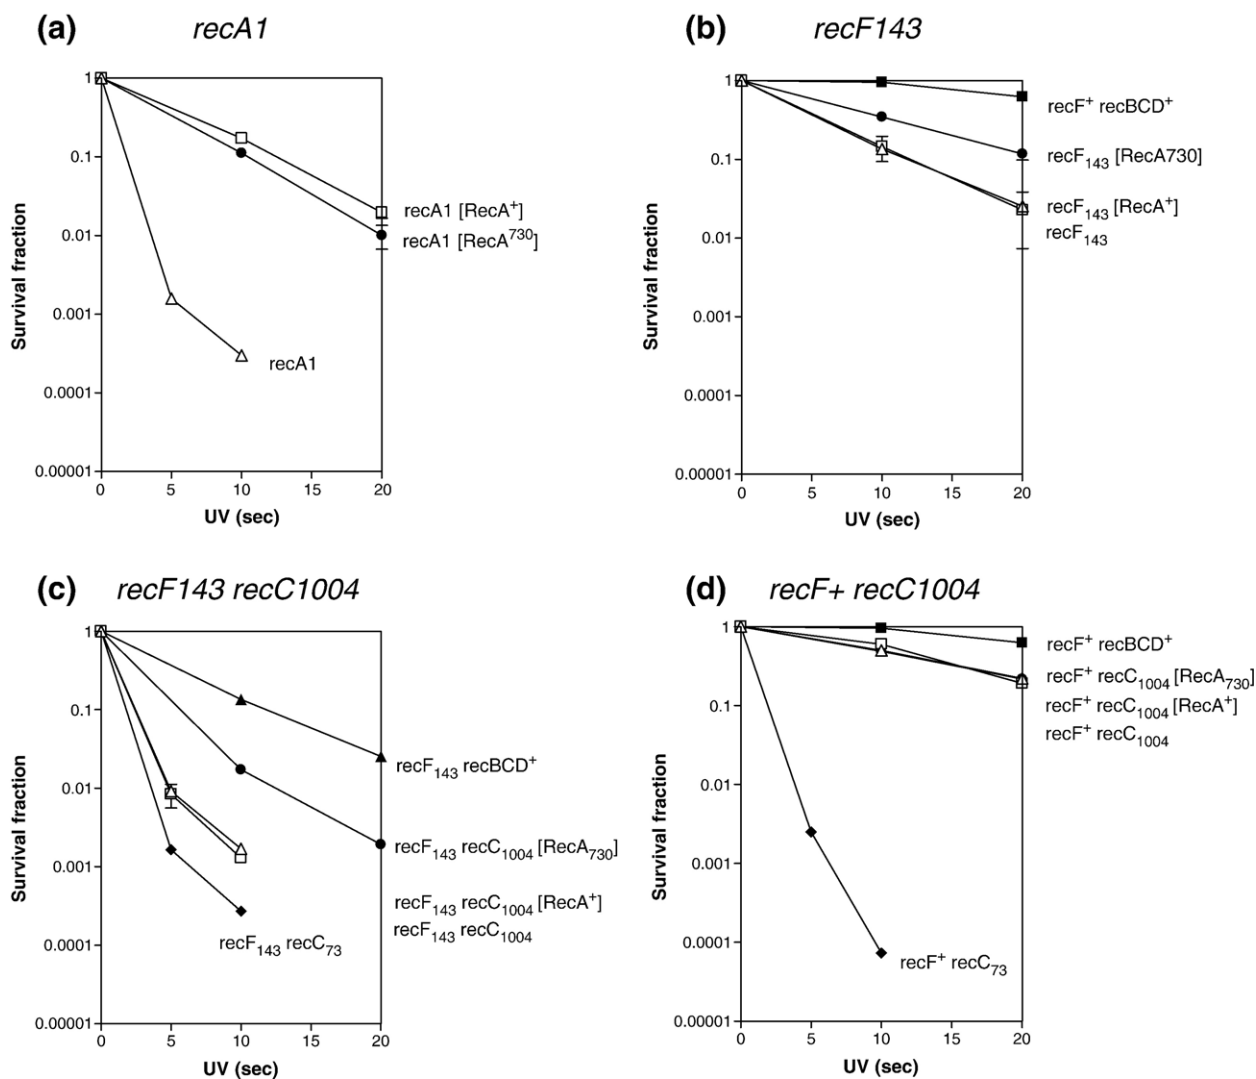 (a) recA1
1
0.1
0.01
0.001
0.0001
0.00001
Survival fraction
0 5 10 15 20
UV (sec)
recA1 [RecA⁺]
recA1 [RecA⁷³⁰]
recA1
(b) recF143
1
0.1
0.01
0.001
0.0001
0.00001
Survival fraction
0 5 10 15 20
UV (sec)
recF⁺ recBCD⁺
recF₁₄₃ [RecA730]
recF₁₄₃ [RecA⁺]
recF₁₄₃
(c) recF143 recC1004
1
0.1
0.01
0.001
0.0001
0.00001
Survival fraction
0 5 10 15 20
UV (sec)
recF₁₄₃ recBCD⁺
recF₁₄₃ recC₁₀₀₄ [RecA₇₃₀]
recF₁₄₃ recC₁₀₀₄ [RecA⁺]
recF₁₄₃ recC₁₀₀₄
recF₁₄₃ recC₇₃
(d) recF+ recC1004
1
0.1
0.01
0.001
0.0001
0.00001
Survival fraction
0 5 10 15 20
UV (sec)
recF⁺ recBCD⁺
recF⁺ recC₁₀₀₄ [RecA₇₃₀]
recF⁺ recC₁₀₀₄ [RecA⁺]
recF⁺ recC₁₀₀₄
recF⁺ recC₇₃